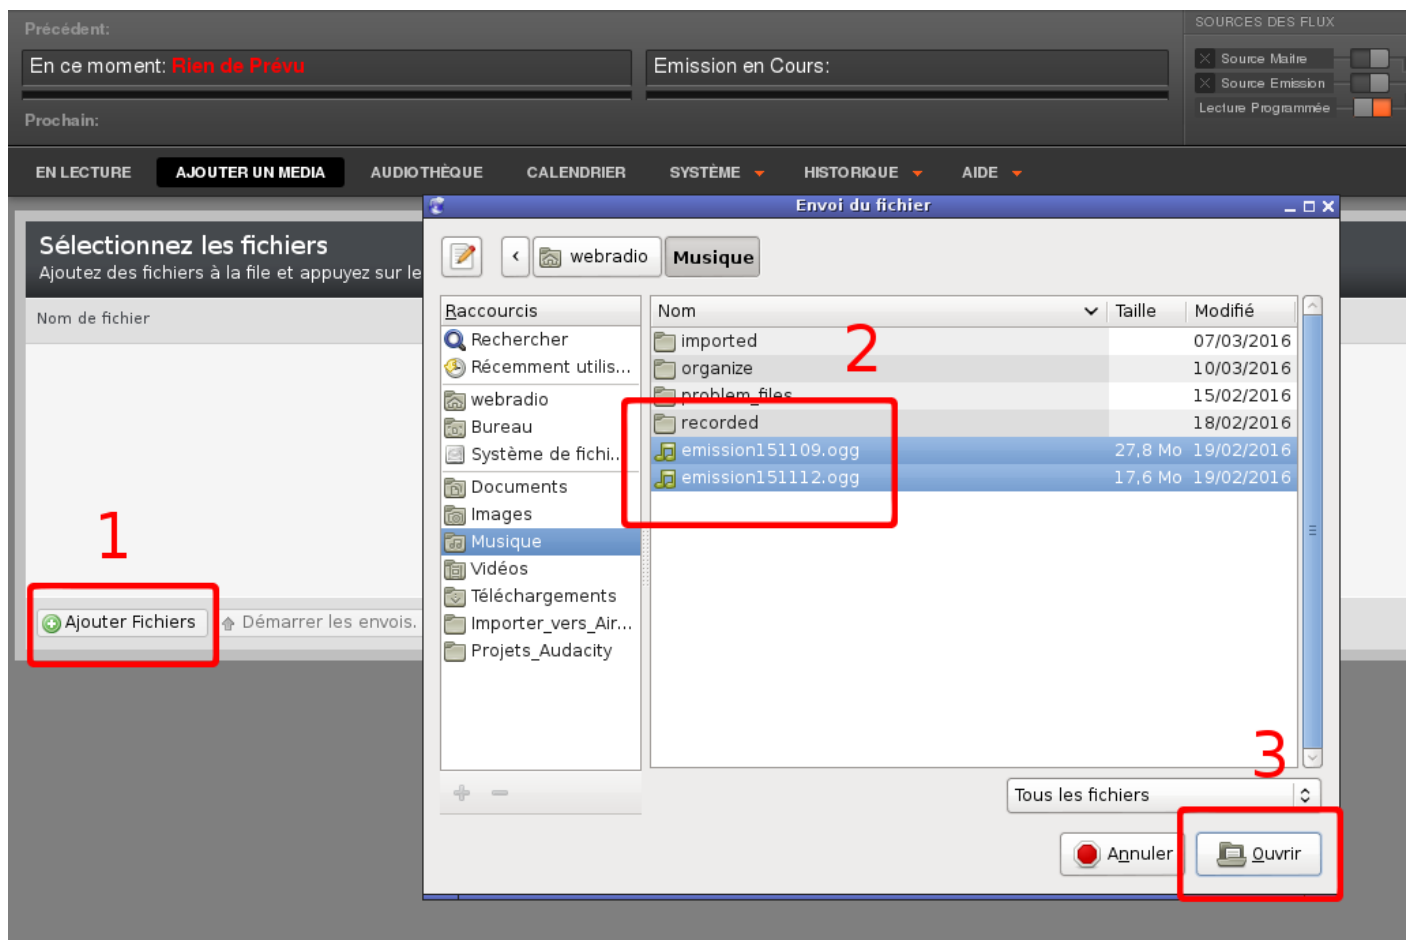 Précédent:
En ce moment: Rien de Prévu
Emission en Cours:
Prochain:
SOURCES DES FLUX
Source Maître
Source Emission
Lecture Programmée
EN LECTURE AJOUTER UN MEDIA AUDIOTHÈQUE CALENDRIER SYSTÈME HISTORIQUE AIDE
Sélectionnez les fichiers
Ajoutez des fichiers à la file et appuyez sur le
Nom de fichier
1
Ajouter Fichiers Démarrer les envois.
Envoi du fichier
webradio Musique
Raccourcis
Rechercher
Récemment utilis...
webradio
Bureau
Système de fichi...
Documents
Images
Musique
Vidéos
Téléchargements
Importer_vers_Air...
Projets_Audacity
Nom Taille Modifié
2
imported 07/03/2016
organize 10/03/2016
problem_files 15/02/2016
recorded 18/02/2016
emission151109.ogg 27,8 Mo 19/02/2016
emission151112.ogg 17,6 Mo 19/02/2016
3
Tous les fichiers
Annuler Ouvrir